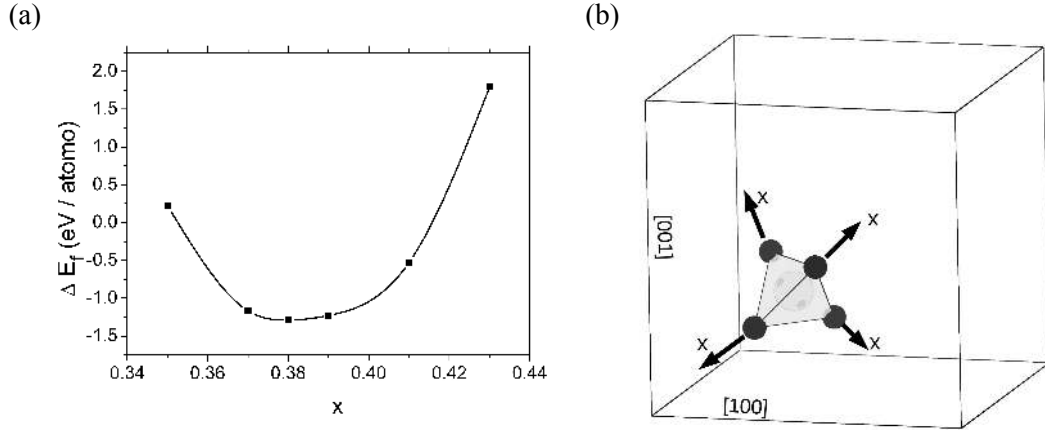 (a)
(b)
2.0
1.5
1.0
0.5
0.0
-0.5
-1.0
-1.5
Δ E_f (eV / atomo)
0.34
0.36
0.38
0.40
0.42
0.44
x
[001]
[100]
x
x
x
x